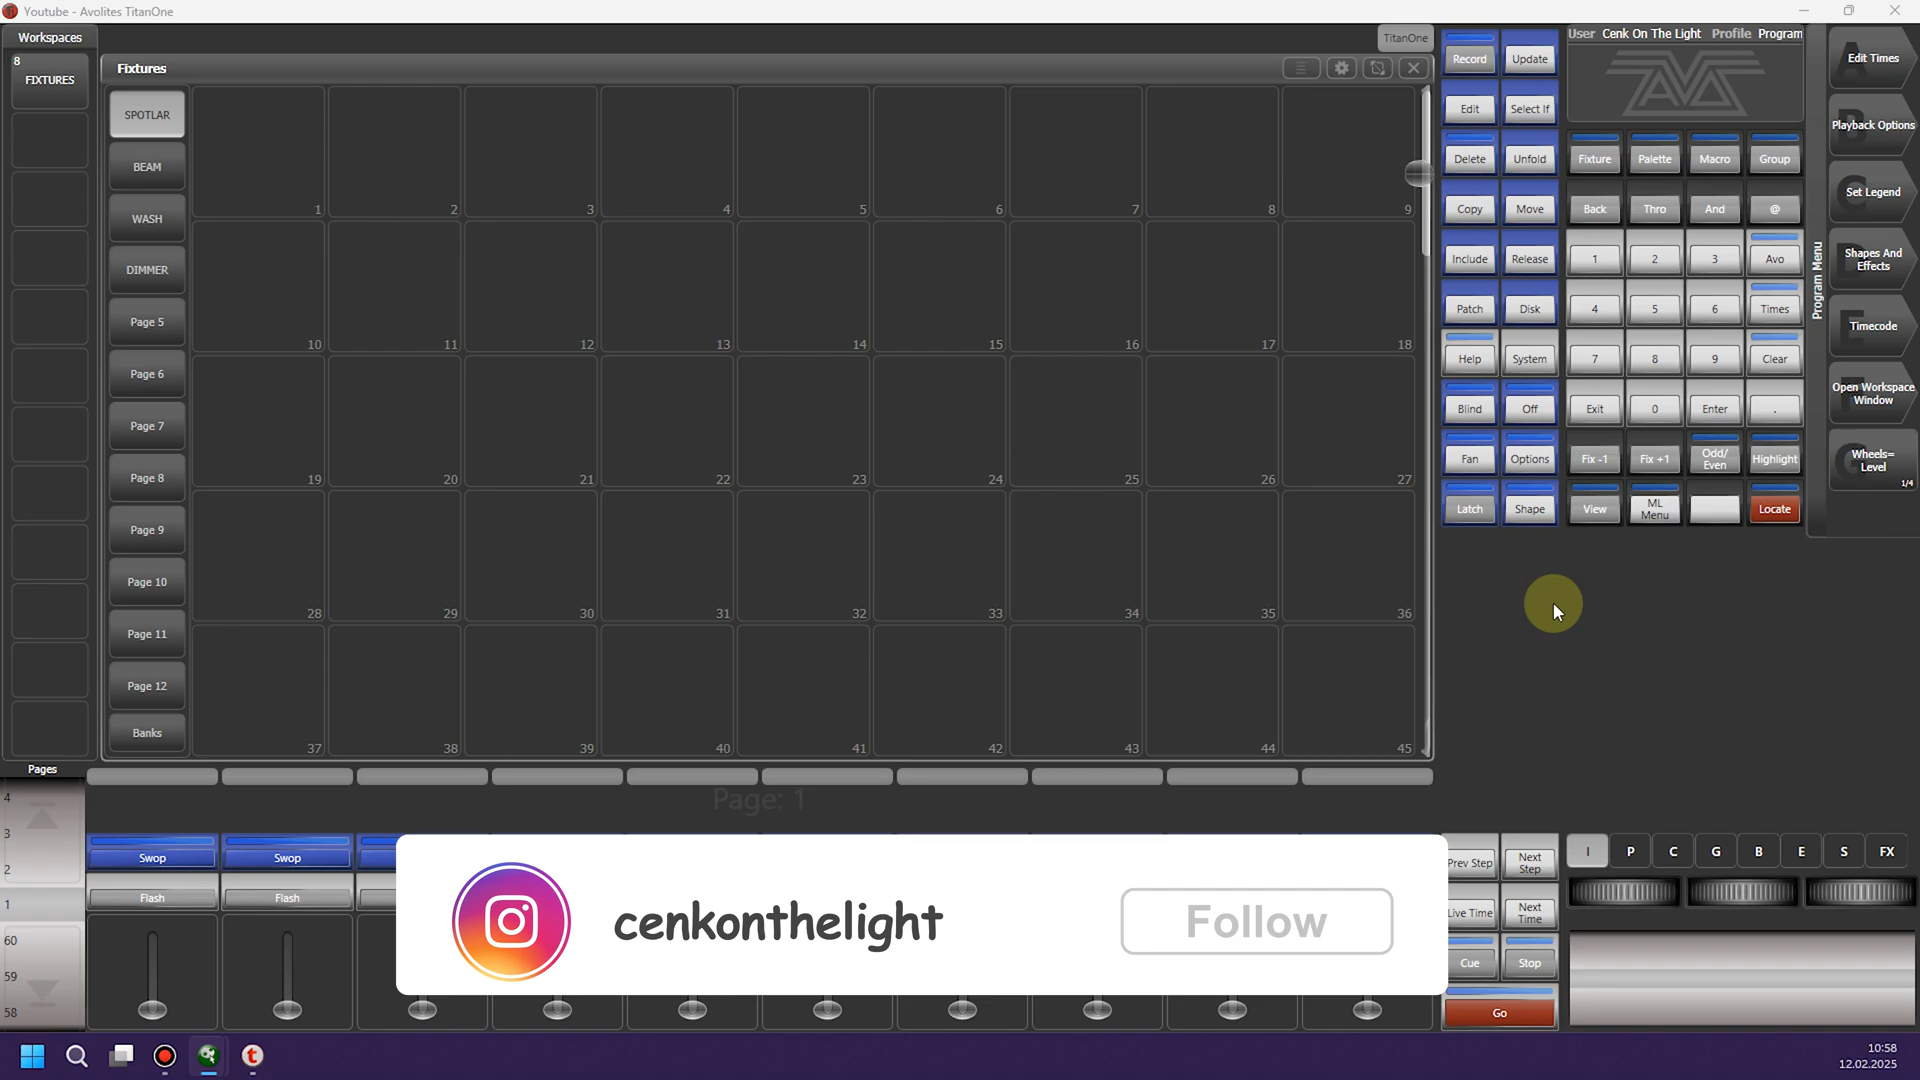 Youtube - Avolites TitanOne
Workspaces
8
FIXTURES
TitanOne
Fixtures
SPOTLAR
BEAM
WASH
DIMMER
Page 5
Page 6
Page 7
Page 8
Page 9
Page 10
Page 11
Page 12
Banks
1 2 3 4 5 6 7 8 9
10 11 12 13 14 15 16 17 18
19 20 21 22 23 24 25 26 27
28 29 30 31 32 33 34 35 36
37 38 39 40 41 42 43 44 45
Record Update
Edit Select If
Delete Unfold
Copy Move
Include Release
Patch Disk
Help System
Blind Off
Fan Options
Latch Shape
User Cenk On The Light Profile Program
Fixture Palette Macro Group
Back Thro And @
1 2 3 Avo
4 5 6 Times
7 8 9 Clear
Exit 0 Enter .
Fix -1 Fix +1 Odd/
Even Highlight
View ML
Menu Locate
Program Menu
A
Edit Times
B
Playback Options
C
Set Legend
D
Shapes And
Effects
E
Timecode
F
Open Workspace
Window
G
Wheels=
Level
1/4
Pages
4
3
2
1
60
59
58
Page: 1
Swop Swop
Flash Flash
cenkonthelight
Follow
Prev Step Next
Step
Live Time Next
Time
Cue Stop
Go
I P C G B E S FX
10:58
12.02.2025